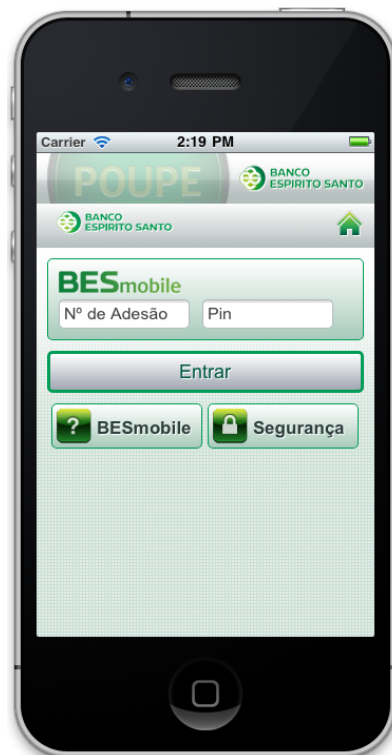 Carrier 2:19 PM
POUPE
BANCO
ESPIRITO SANTO
BANCO
ESPIRITO SANTO
BESmobile
Nº de Adesão Pin
Entrar
? BESmobile Segurança